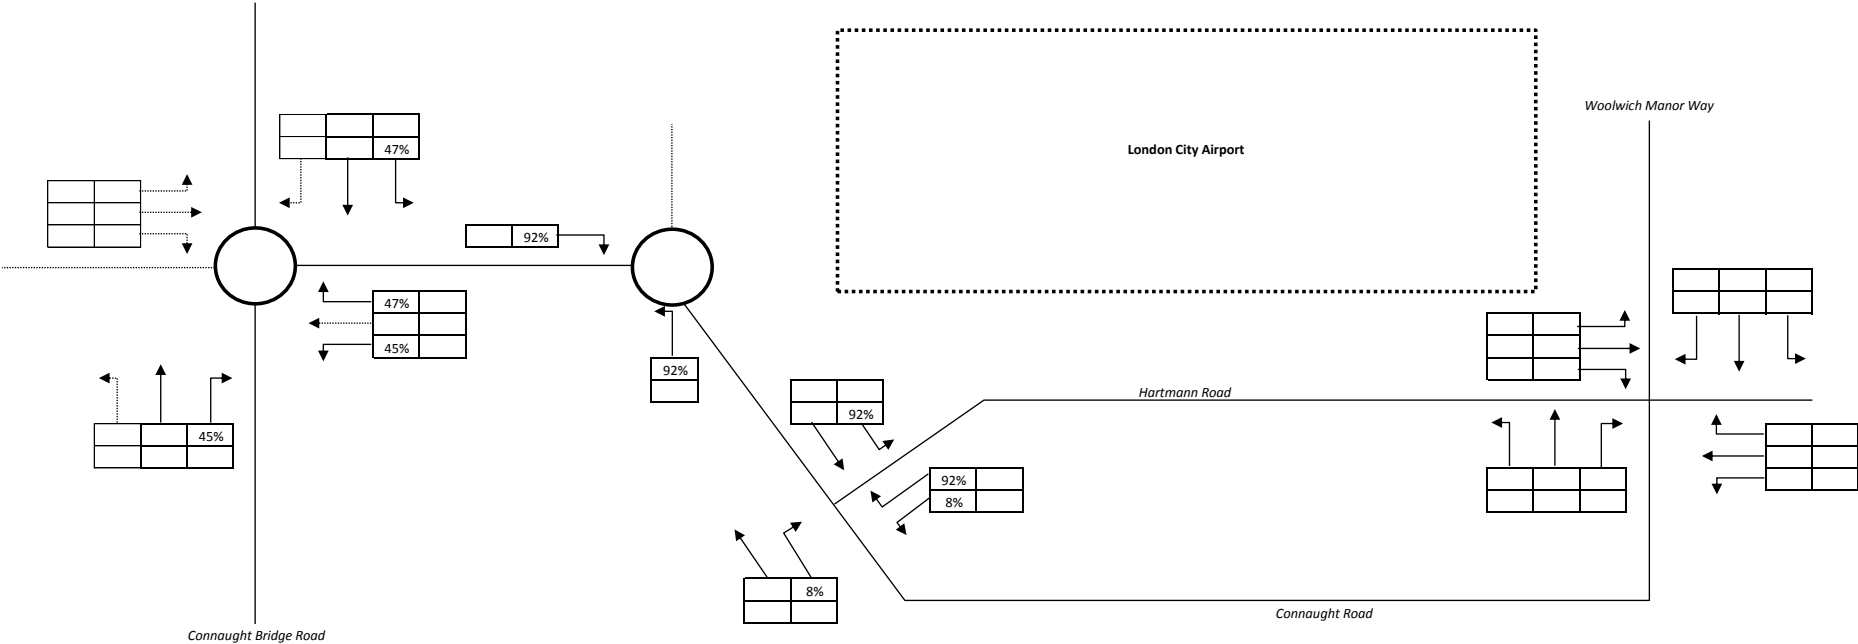 Woolwich Manor Way
London City Airport
47%
92%
47%
45%
92%
Hartmann Road
92%
45%
92%
8%
8%
Connaught Road
Connaught Bridge Road